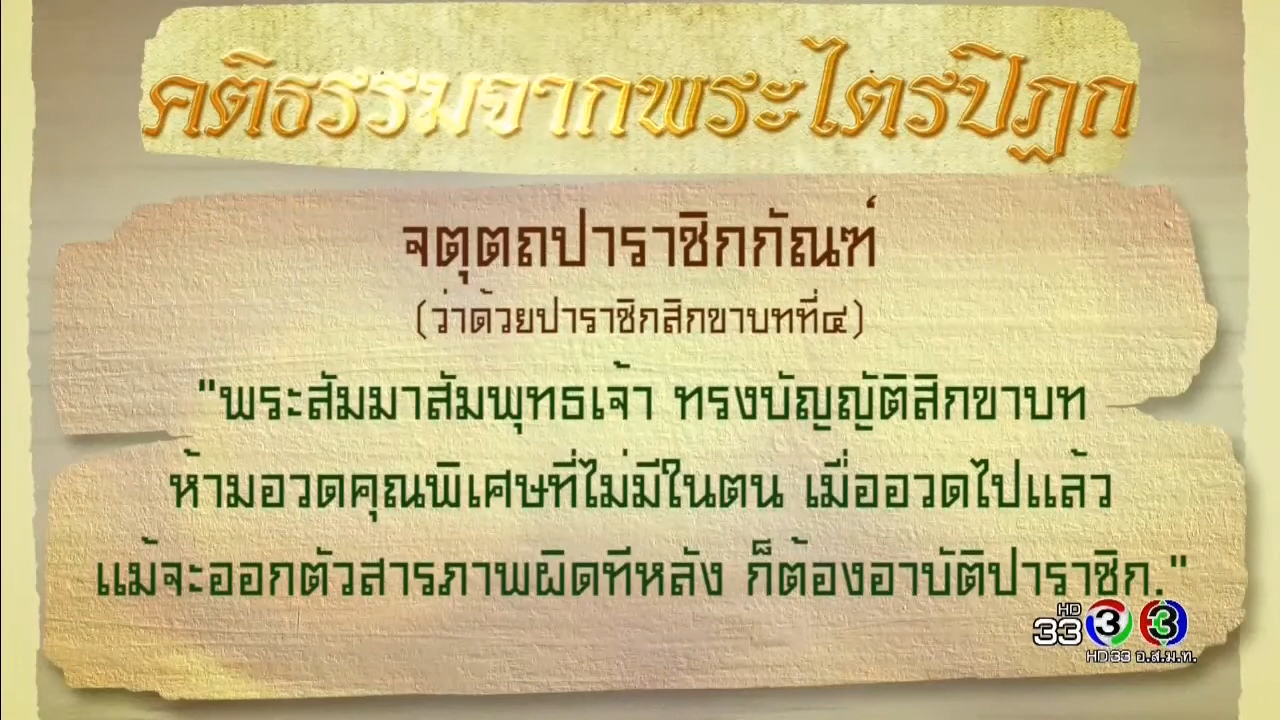 คติธรรมจากพระไตรปิฎก
จตุตถปาราชิกกัณฑ์
(ว่าด้วยปาราชิกสิกขาบทที่๔)
"พระสัมมาสัมพุทธเจ้า ทรงบัญญัติสิกขาบท
ห้ามอวดคุณพิเศษที่ไม่มีในตน เมื่ออวดไปแล้ว
แม้จะออกตัวสารภาพผิดทีหลัง ก็ต้องอาบัติปาราชิก."
HD
33 3 3
HD33 อ.ส.ม.ท.